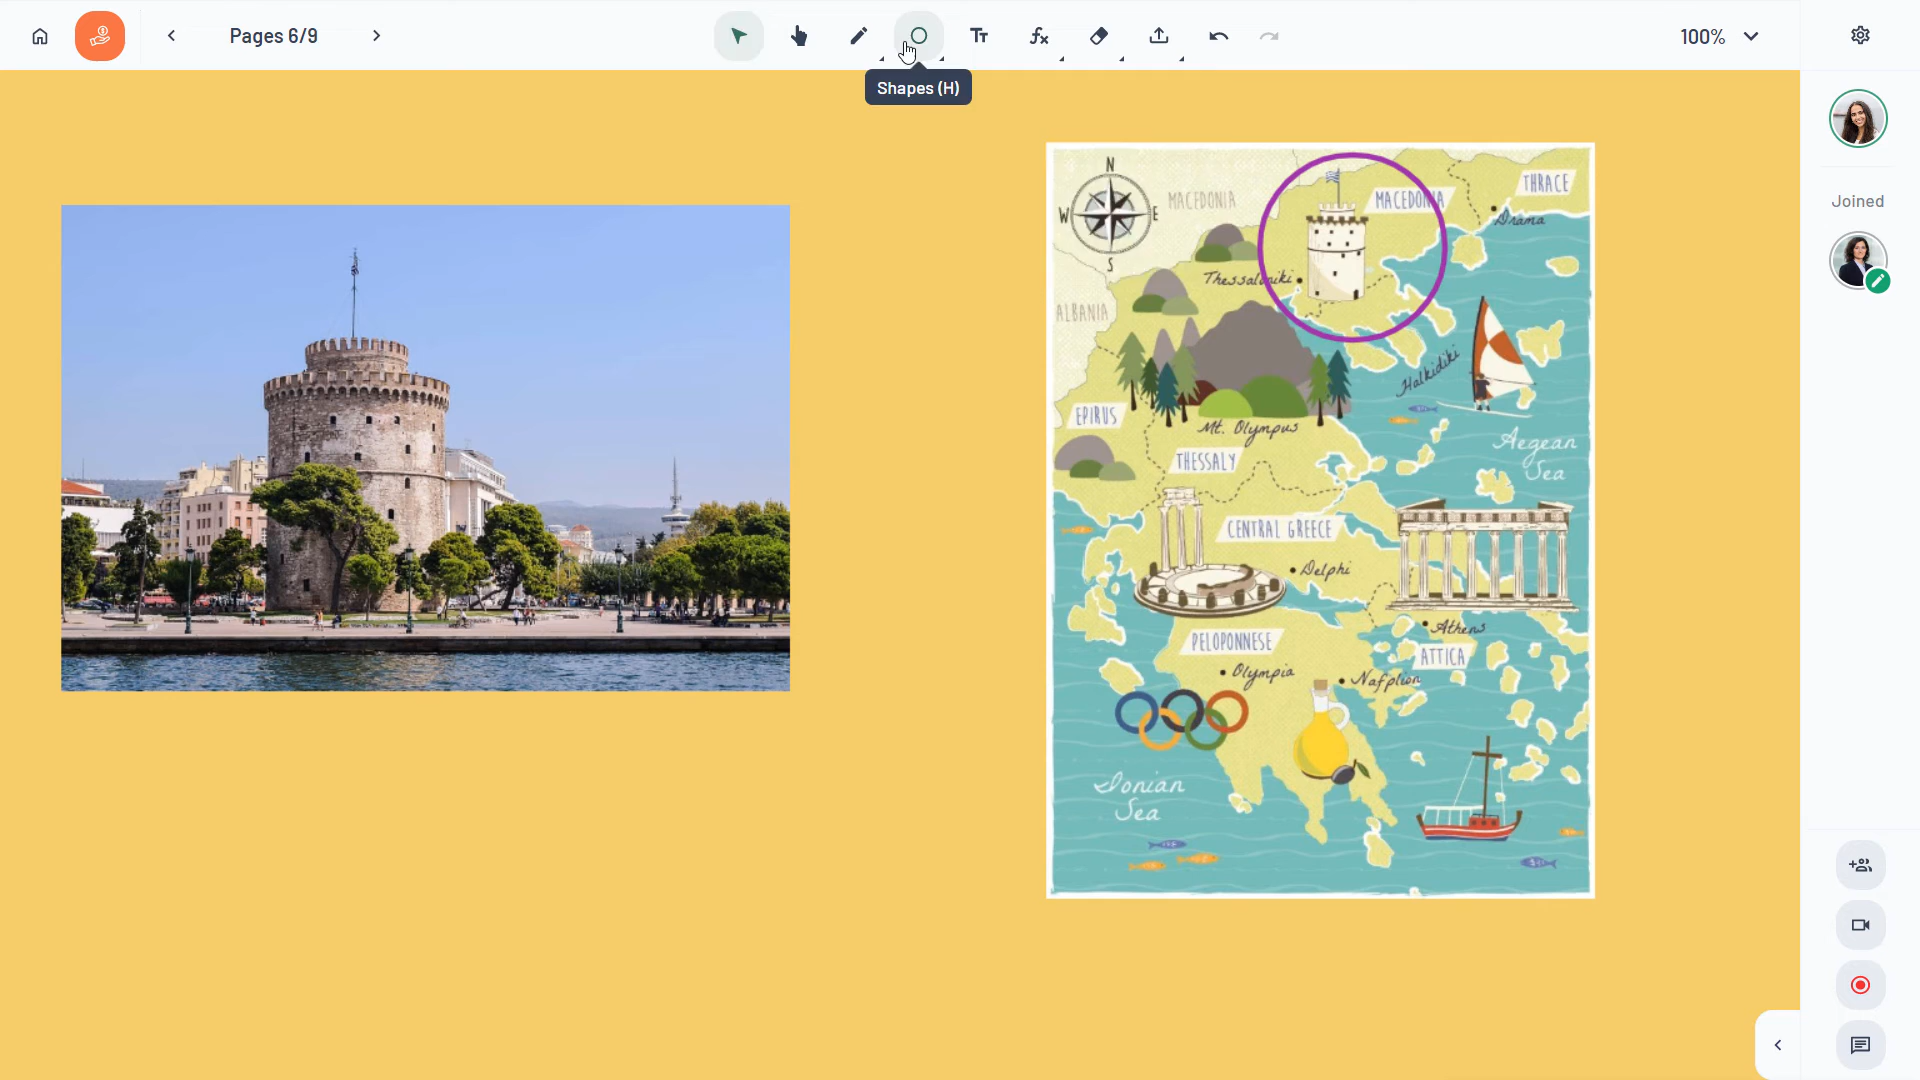 Pages 6/9
100%
Shapes (H)
Joined
N
W
E
S
MACEDONIA
MACEDONIA
THRACE
Drama
Thessaloniki
ALBANIA
Halkidiki
EPIRUS
Mt. Olympus
THESSALY
Aegean
Sea
CENTRAL GREECE
Delphi
Athens
ATTICA
PELOPONNESE
Olympia
Nafplion
Ionian
Sea